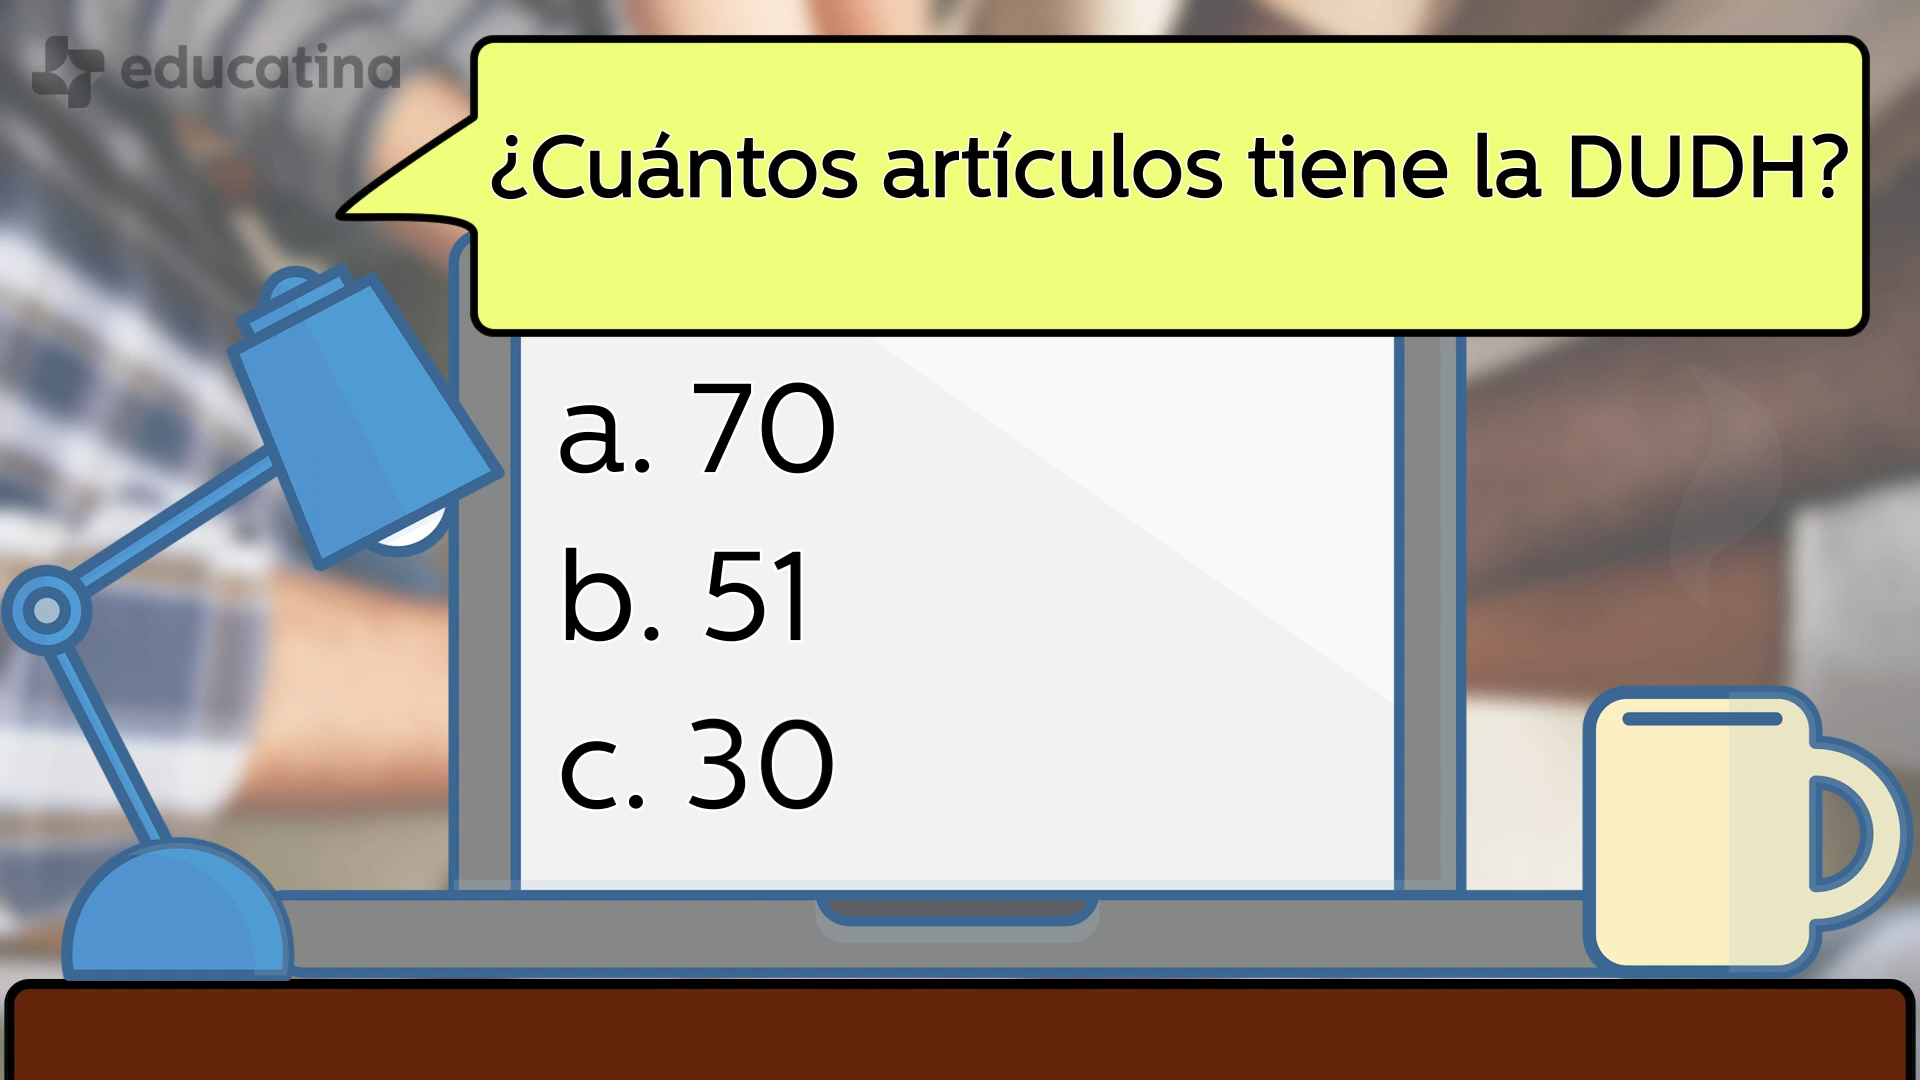 educatina
¿Cuántos artículos tiene la DUDH?
a. 70
b. 51
c. 30